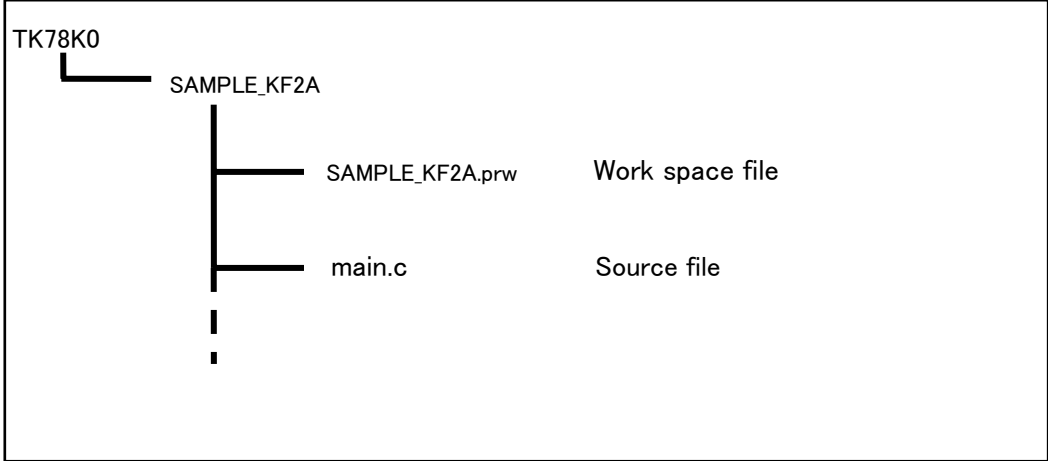 TK78K0
SAMPLE_KF2A
SAMPLE_KF2A.prw Work space file
main.c Source file